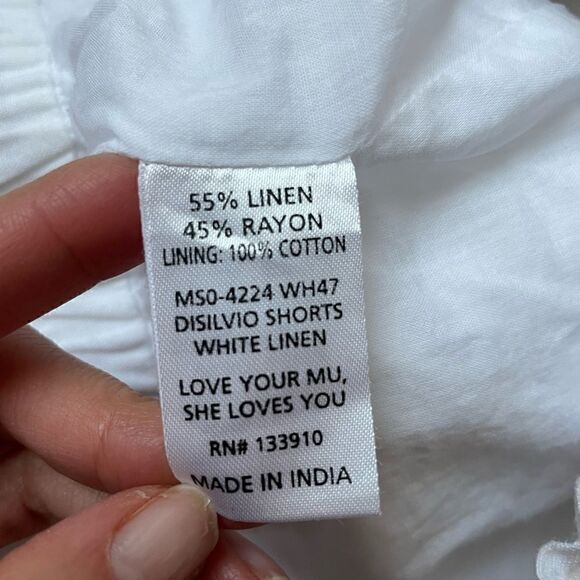 55% LINEN
45% RAYON
LINING: 100% COTTON
MS0-4224 WH47
DISILVIO SHORTS
WHITE LINEN
LOVE YOUR MU,
SHE LOVES YOU
RN# 133910
MADE IN INDIA